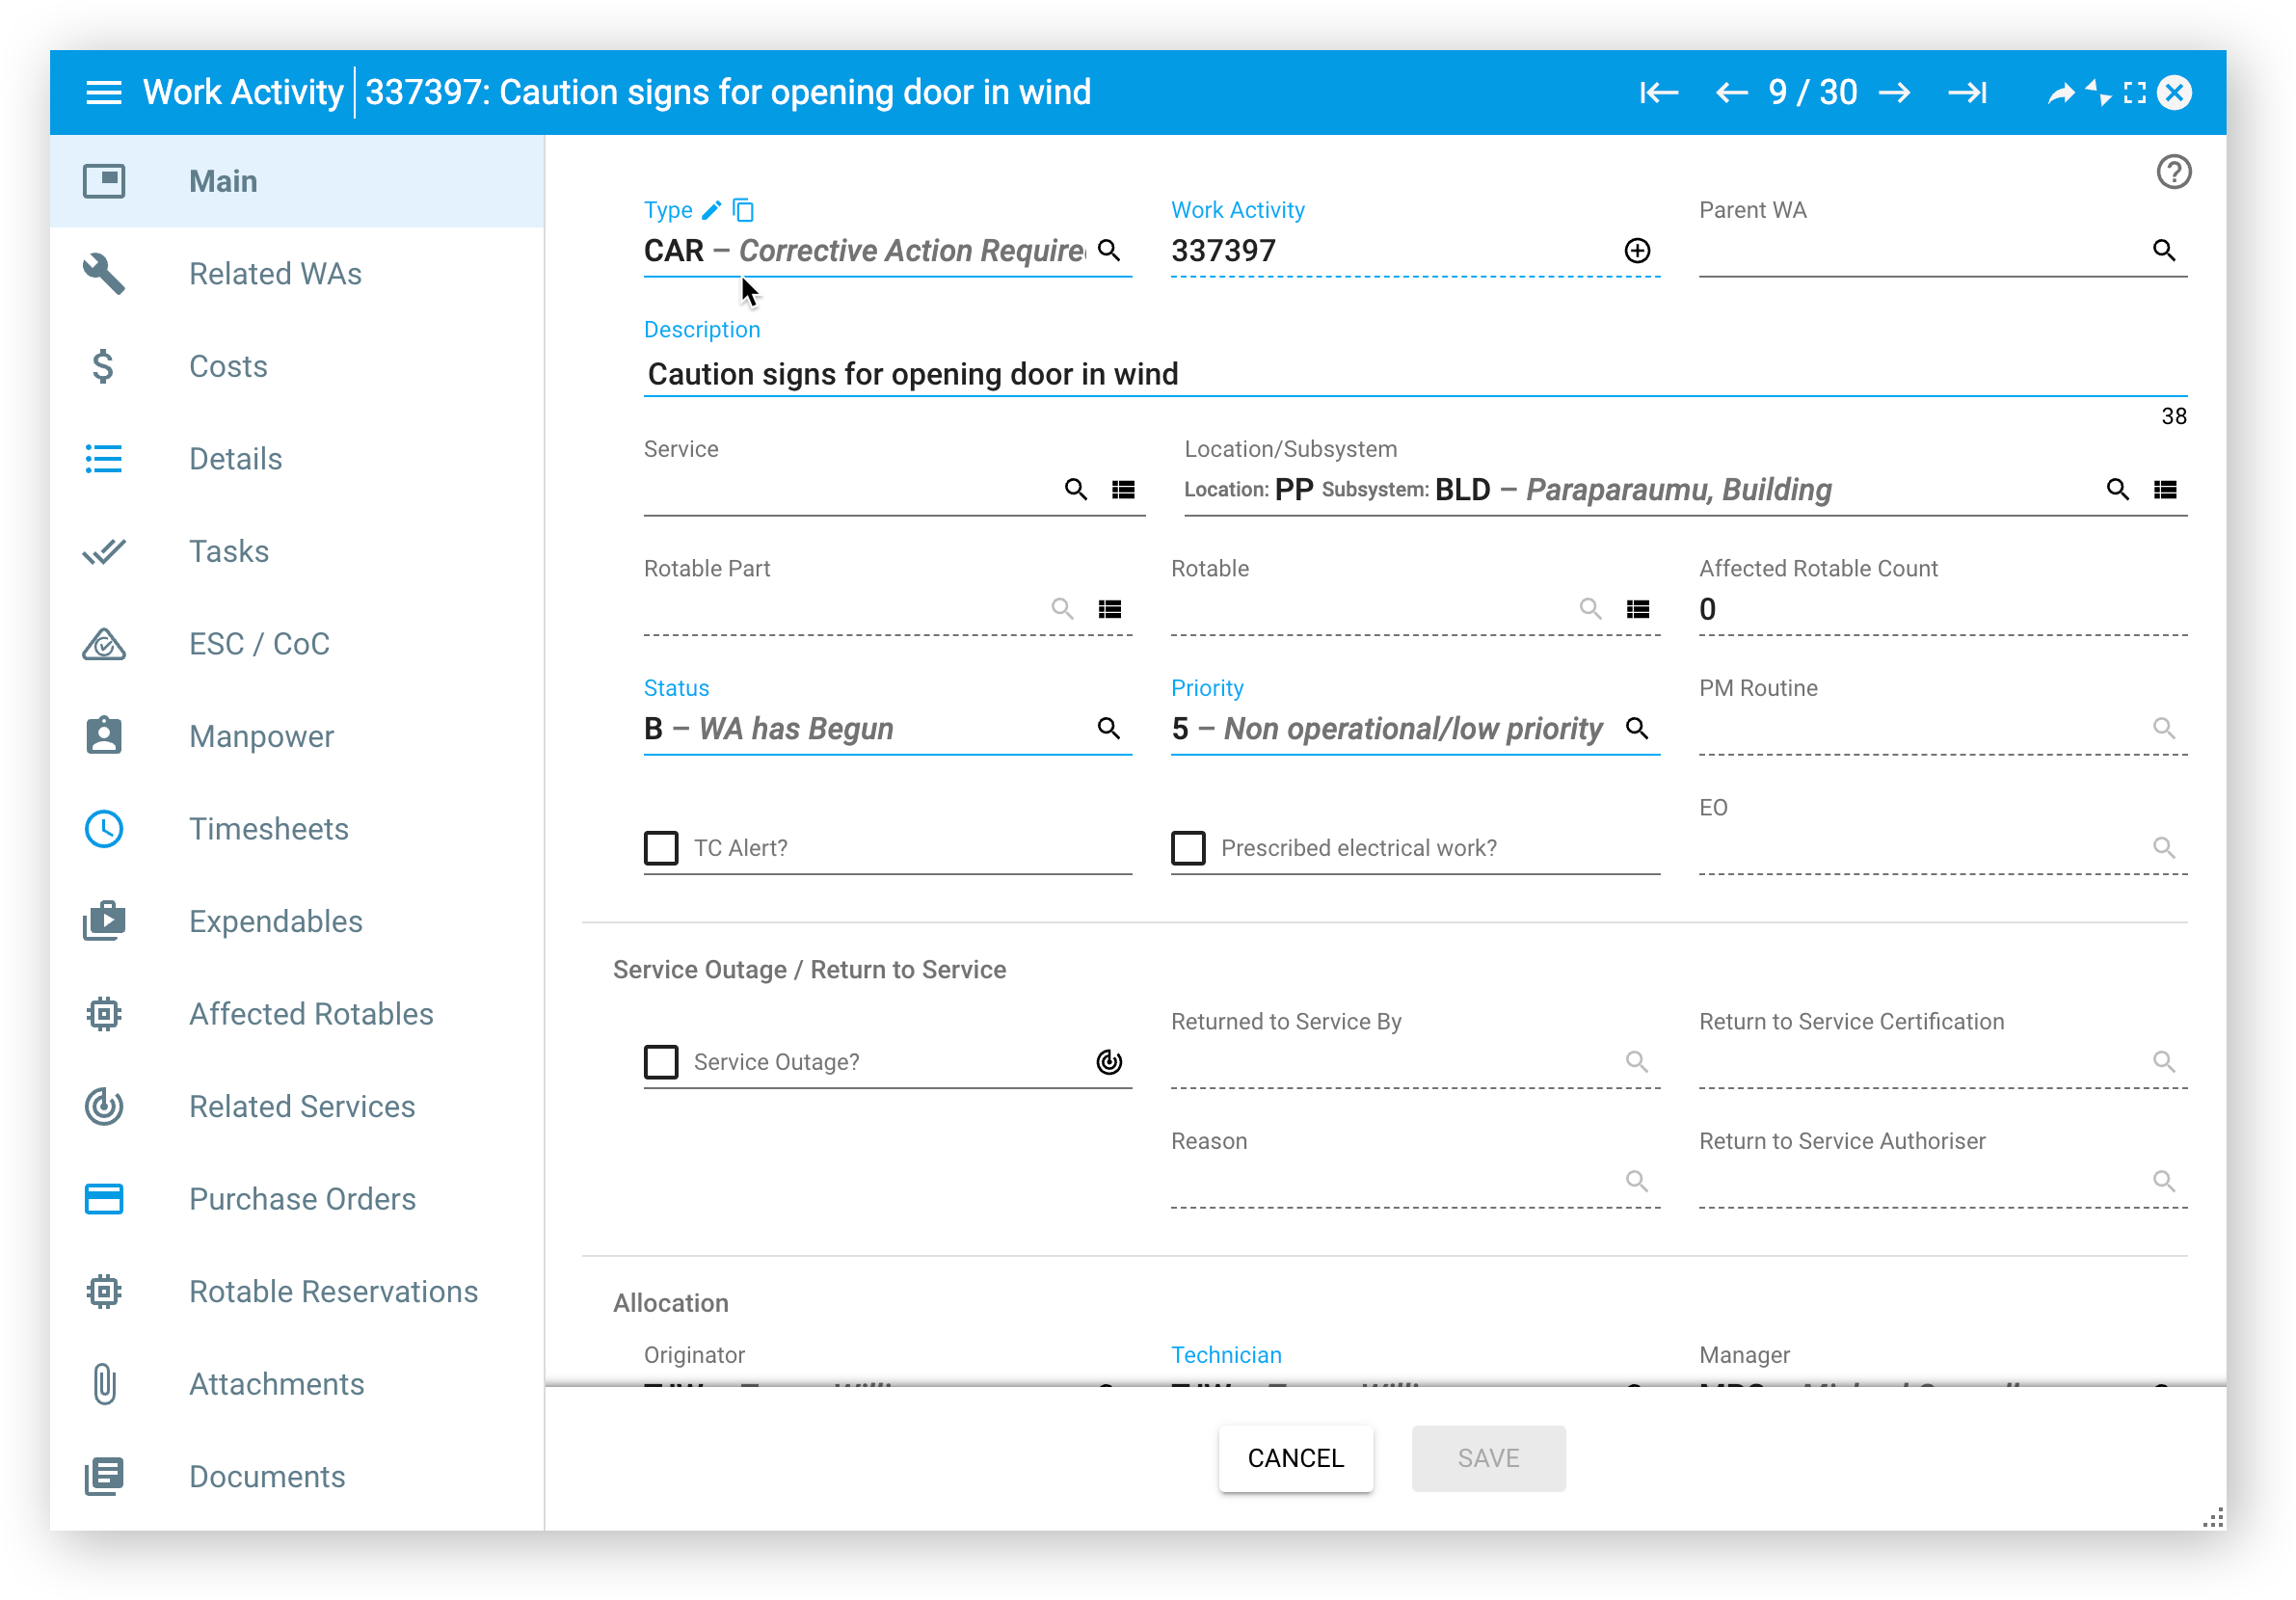 Work Activity 337397: Caution signs for opening door in wind 9 / 30
Main
Related WAs
Costs
Details
Tasks
ESC / CoC
Manpower
Timesheets
Expendables
Affected Rotables
Related Services
Purchase Orders
Rotable Reservations
Attachments
Documents
Type Work Activity Parent WA
CAR – Corrective Action Require 337397
Description
Caution signs for opening door in wind
38
Service Location/Subsystem
Location: PP Subsystem: BLD – Paraparaumu, Building
Rotable Part Rotable Affected Rotable Count
0
Status Priority PM Routine
B – WA has Begun 5 – Non operational/low priority
EO
TC Alert? Prescribed electrical work?
Service Outage / Return to Service
Returned to Service By Return to Service Certification
Service Outage?
Reason Return to Service Authoriser
Allocation
Originator Technician Manager
CANCEL SAVE